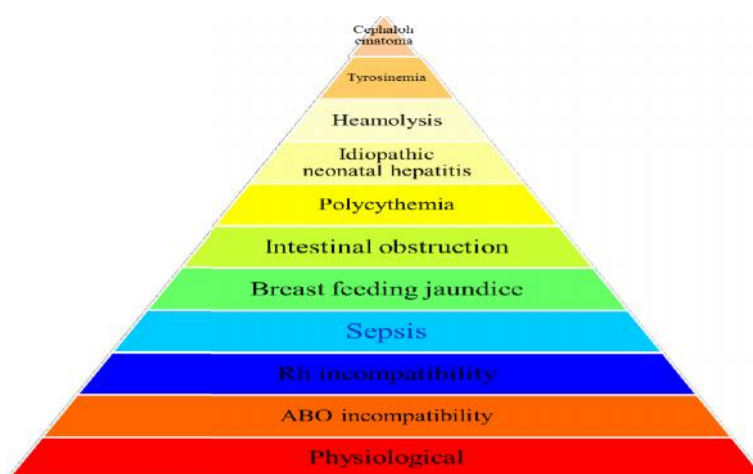 Cephaloh
ematoma
Tyrosinemia
Heamolysis
Idiopathic
neonatal hepatitis
Polycythemia
Intestinal obstruction
Breast feeding jaundice
Sepsis
Rh incompatibility
ABO incompatibility
Physiological